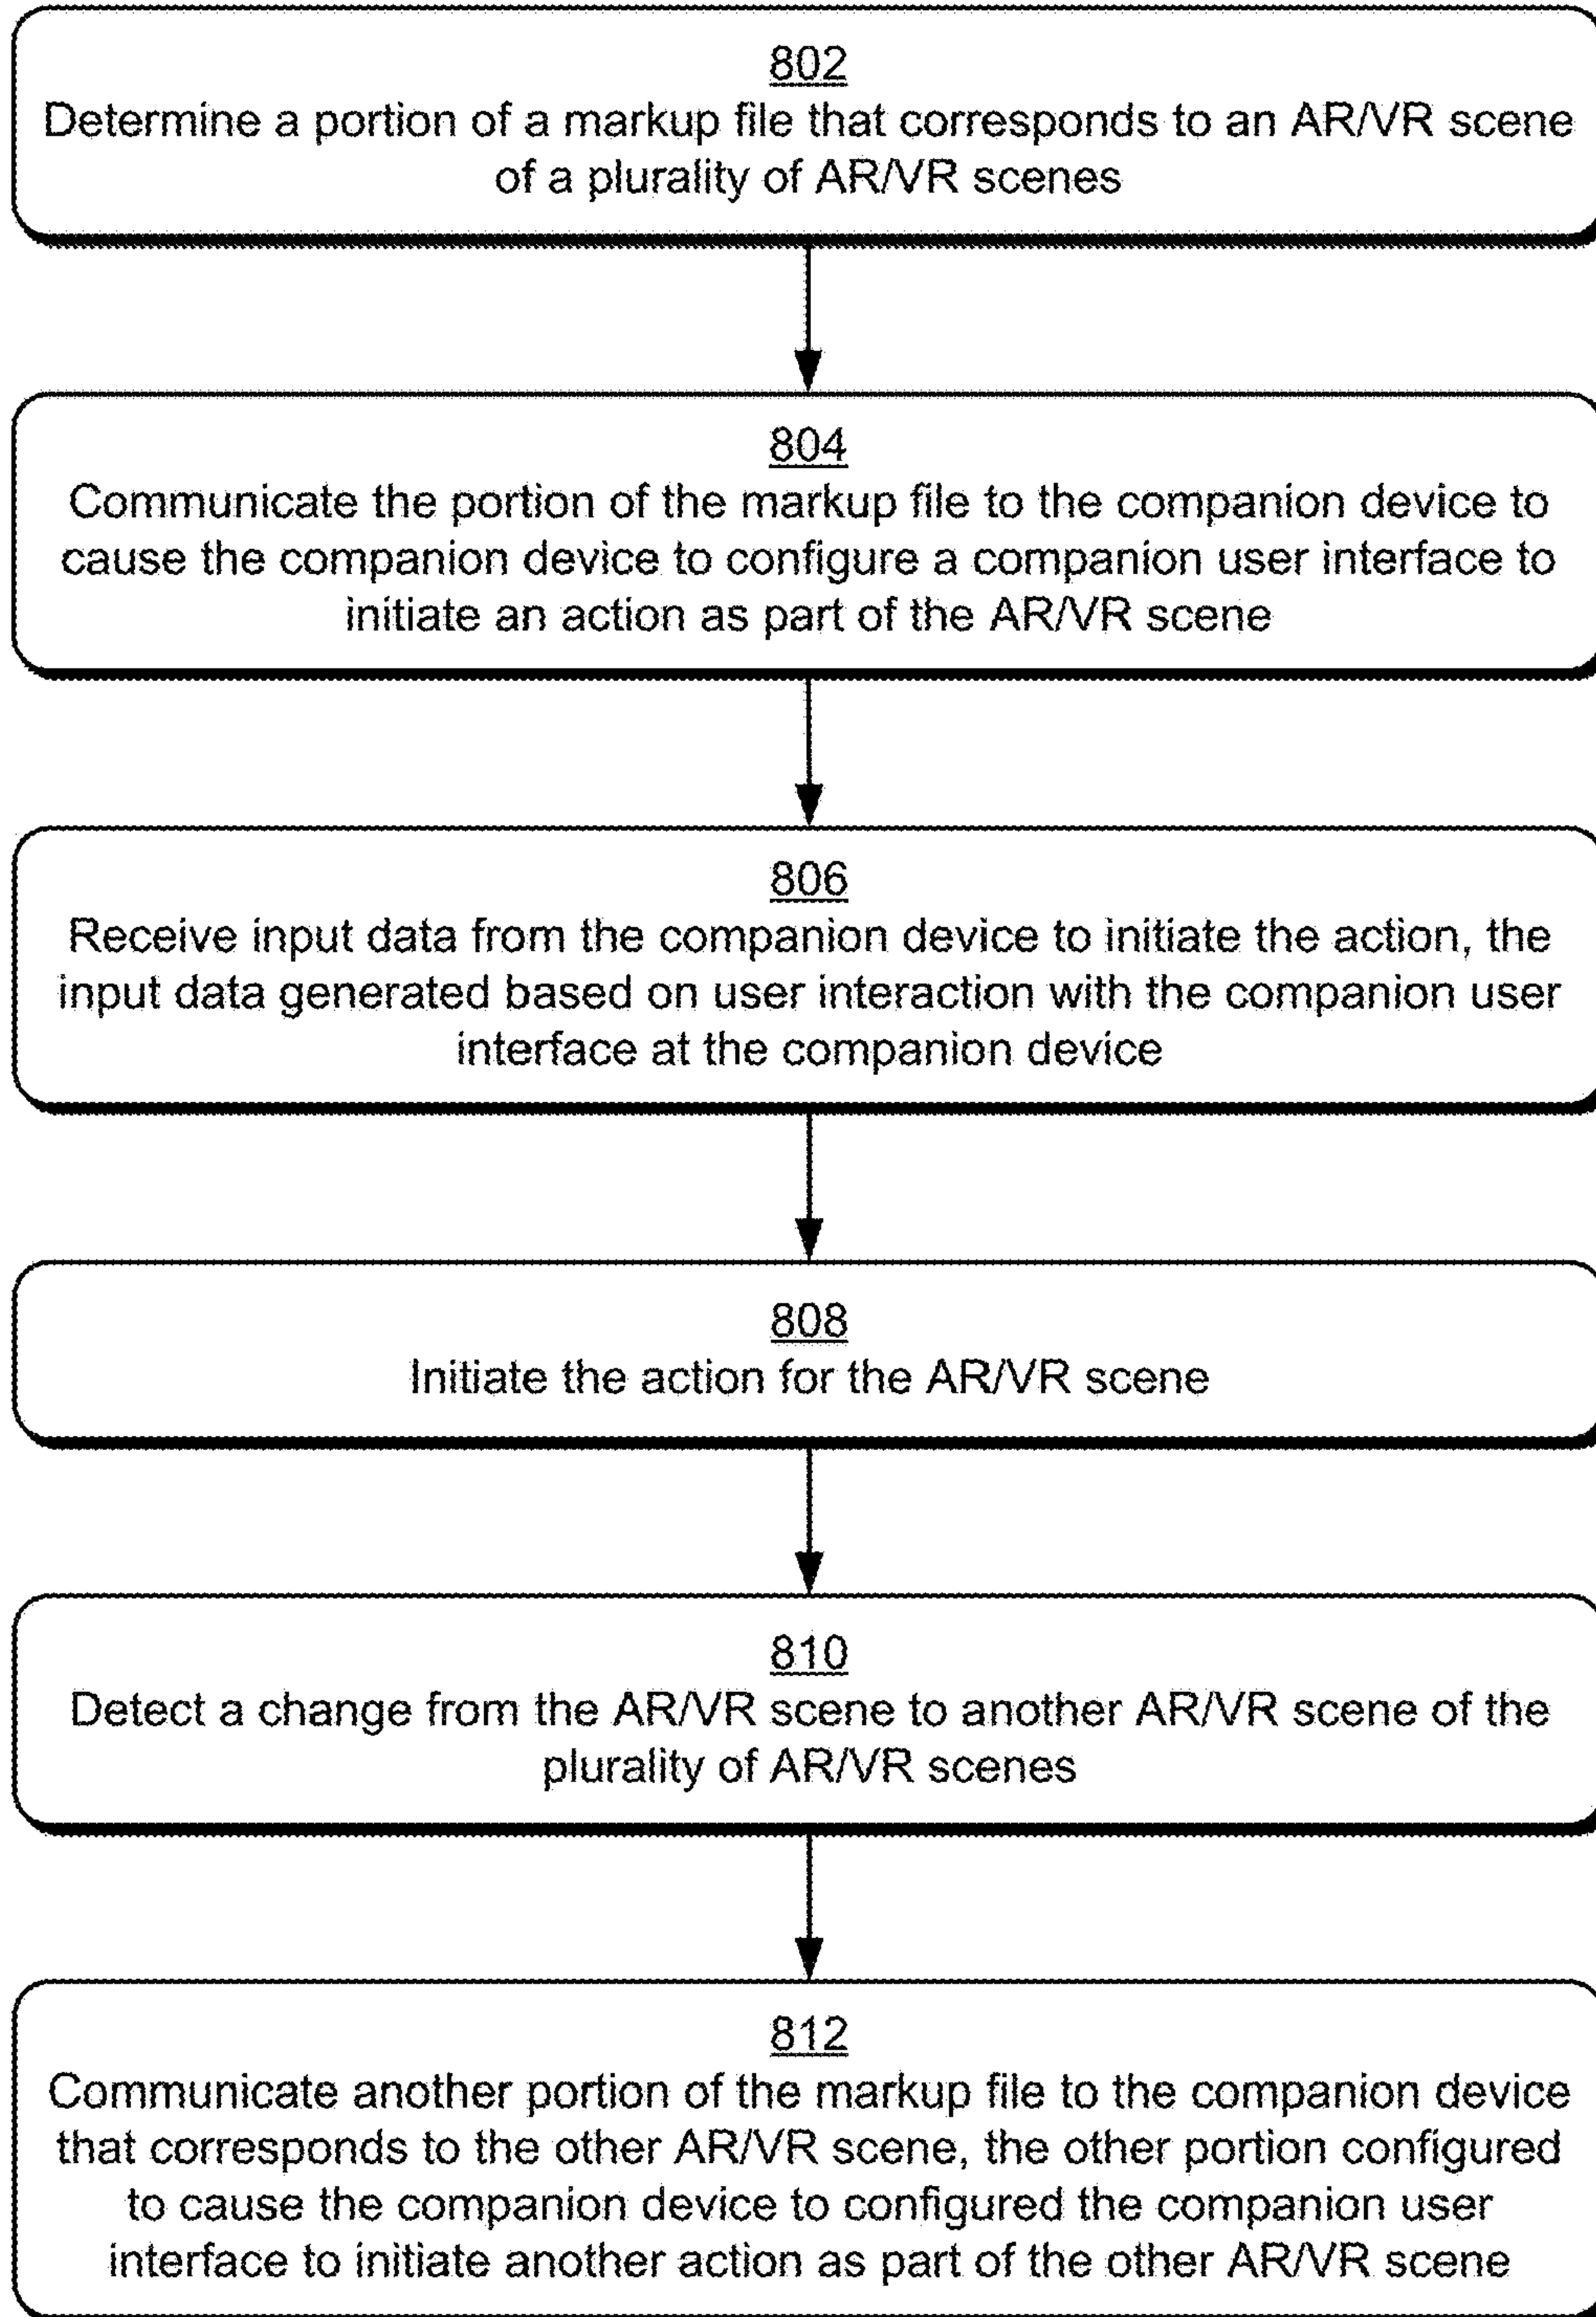 802
Determine a portion of a markup file that corresponds to an AR/VR scene
of a plurality of AR/VR scenes
804
Communicate the portion of the markup file to the companion device to
cause the companion device to configure a companion user interface to
initiate an action as part of the AR/VR scene
806
Receive input data from the companion device to initiate the action, the
input data generated based on user interaction with the companion user
interface at the companion device
808
Initiate the action for the AR/VR scene
810
Detect a change from the AR/VR scene to another AR/VR scene of the
plurality of AR/VR scenes
812
Communicate another portion of the markup file to the companion device
that corresponds to the other AR/VR scene, the other portion configured
to cause the companion device to configured the companion user
interface to initiate another action as part of the other AR/VR scene